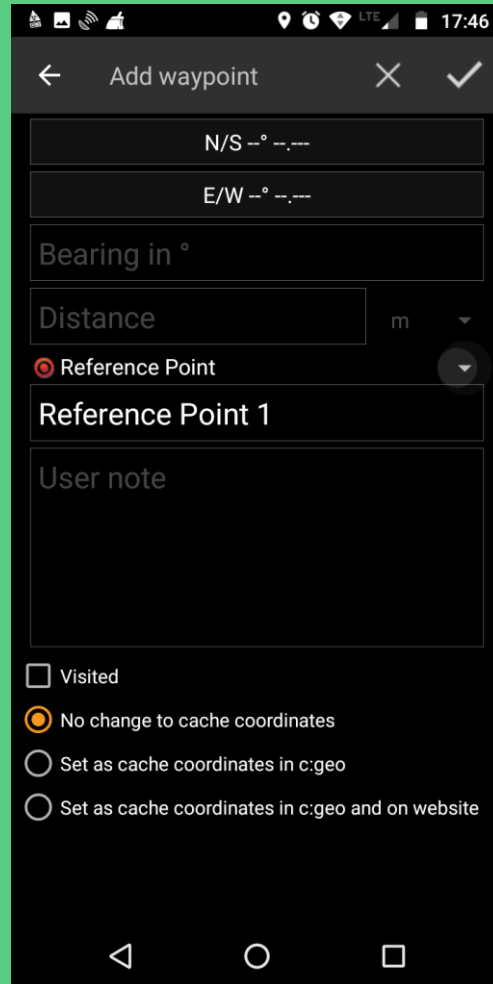 LTE 17:46
Add waypoint
N/S --° --.---
E/W --° --.---
Bearing in °
Distance
m
Reference Point
Reference Point 1
User note
Visited
No change to cache coordinates
Set as cache coordinates in c:geo
Set as cache coordinates in c:geo and on website